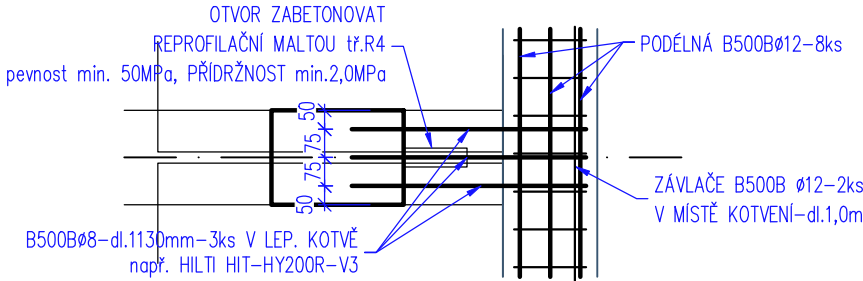 OTVOR ZABETONOVAT
REPROFILAČNÍ MALTOU tř.R4
pevnost min. 50MPa, PŘÍDRŽNOST min.2,0MPa
PODÉLNÁ B500Bø12-8ks
50
75
75
50
ZÁVLAČE B500B ø12-2ks
V MÍSTĚ KOTVENÍ-dl.1,0m
B500Bø8-dl.1130mm-3ks V LEP. KOTVĚ
např. HILTI HIT-HY200R-V3